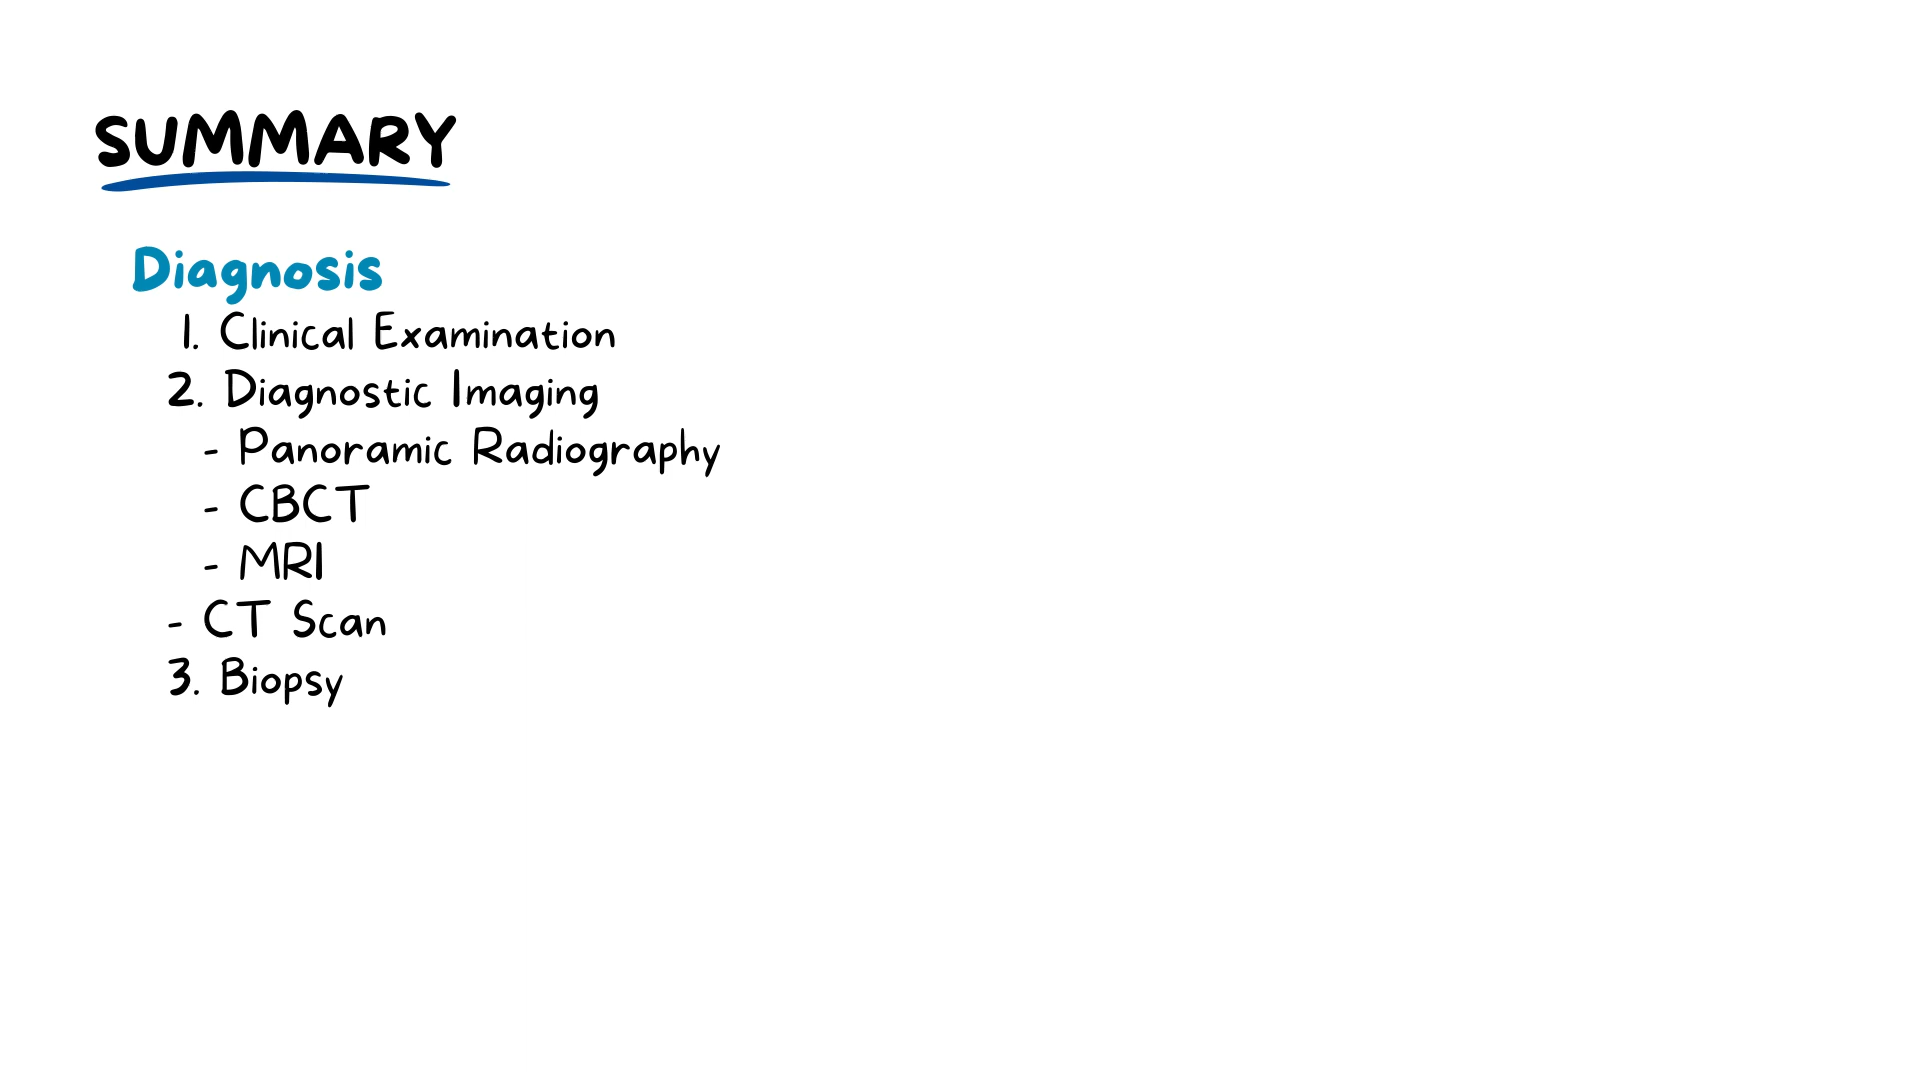 SUMMARY
Diagnosis
1. Clinical Examination
2. Diagnostic Imaging
- Panoramic Radiography
- CBCT
- MRI
- CT Scan
3. Biopsy